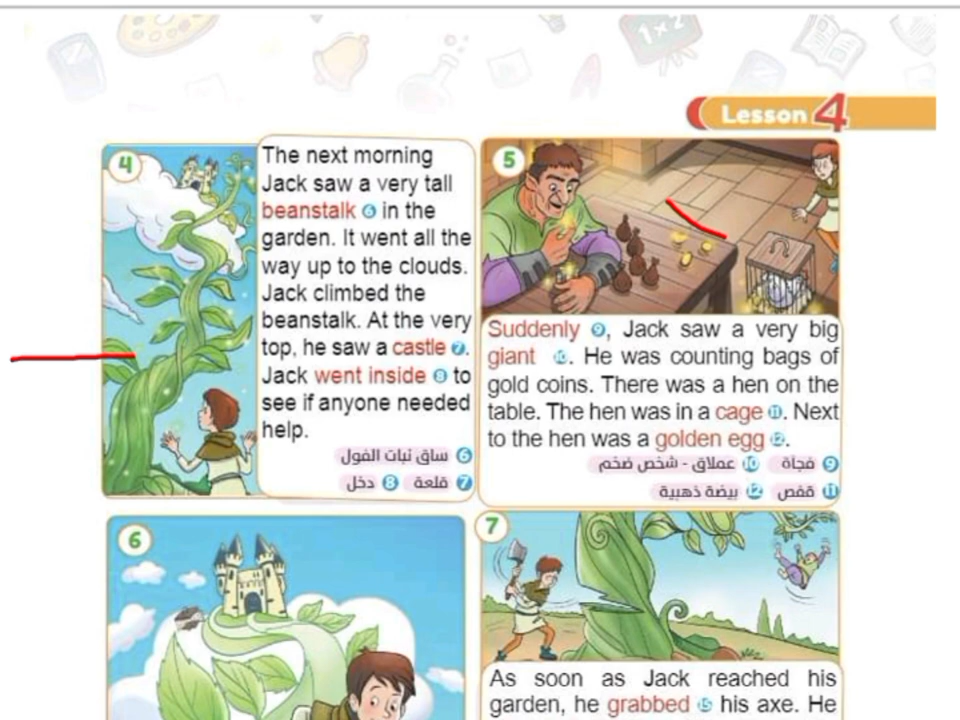 Lesson 4
4
The next morning
Jack saw a very tall
beanstalk 6 in the
garden. It went all the
way up to the clouds.
Jack climbed the
beanstalk. At the very
top, he saw a castle 7.
Jack went inside 8 to
see if anyone needed
help.
6 ساق نبات الفول
7 قلعة 8 دخل
5
Suddenly 9, Jack saw a very big
giant 10. He was counting bags of
gold coins. There was a hen on the
table. The hen was in a cage 11. Next
to the hen was a golden egg 12.
9 فجأة 10 عملاق - شخص ضخم
11 قفص 12 بيضة ذهبية
6
7
As soon as Jack reached his
garden, he grabbed 15 his axe. He
1x2